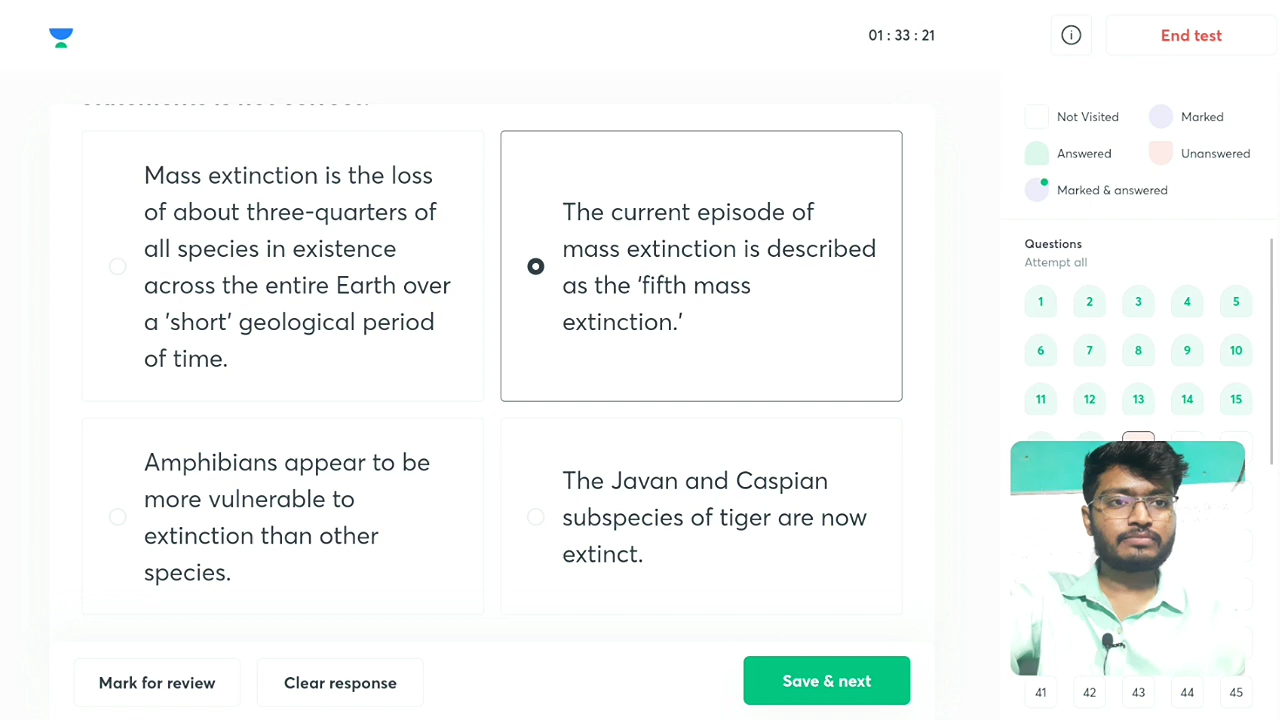 01 : 33 : 21
End test
Mass extinction is the loss
of about three-quarters of
all species in existence
across the entire Earth over
a 'short' geological period
of time.
The current episode of
mass extinction is described
as the 'fifth mass
extinction.'
Amphibians appear to be
more vulnerable to
extinction than other
species.
The Javan and Caspian
subspecies of tiger are now
extinct.
Mark for review
Clear response
Save & next
Not Visited
Marked
Answered
Unanswered
Marked & answered
Questions
Attempt all
1 2 3 4 5
6 7 8 9 10
11 12 13 14 15
41 42 43 44 45